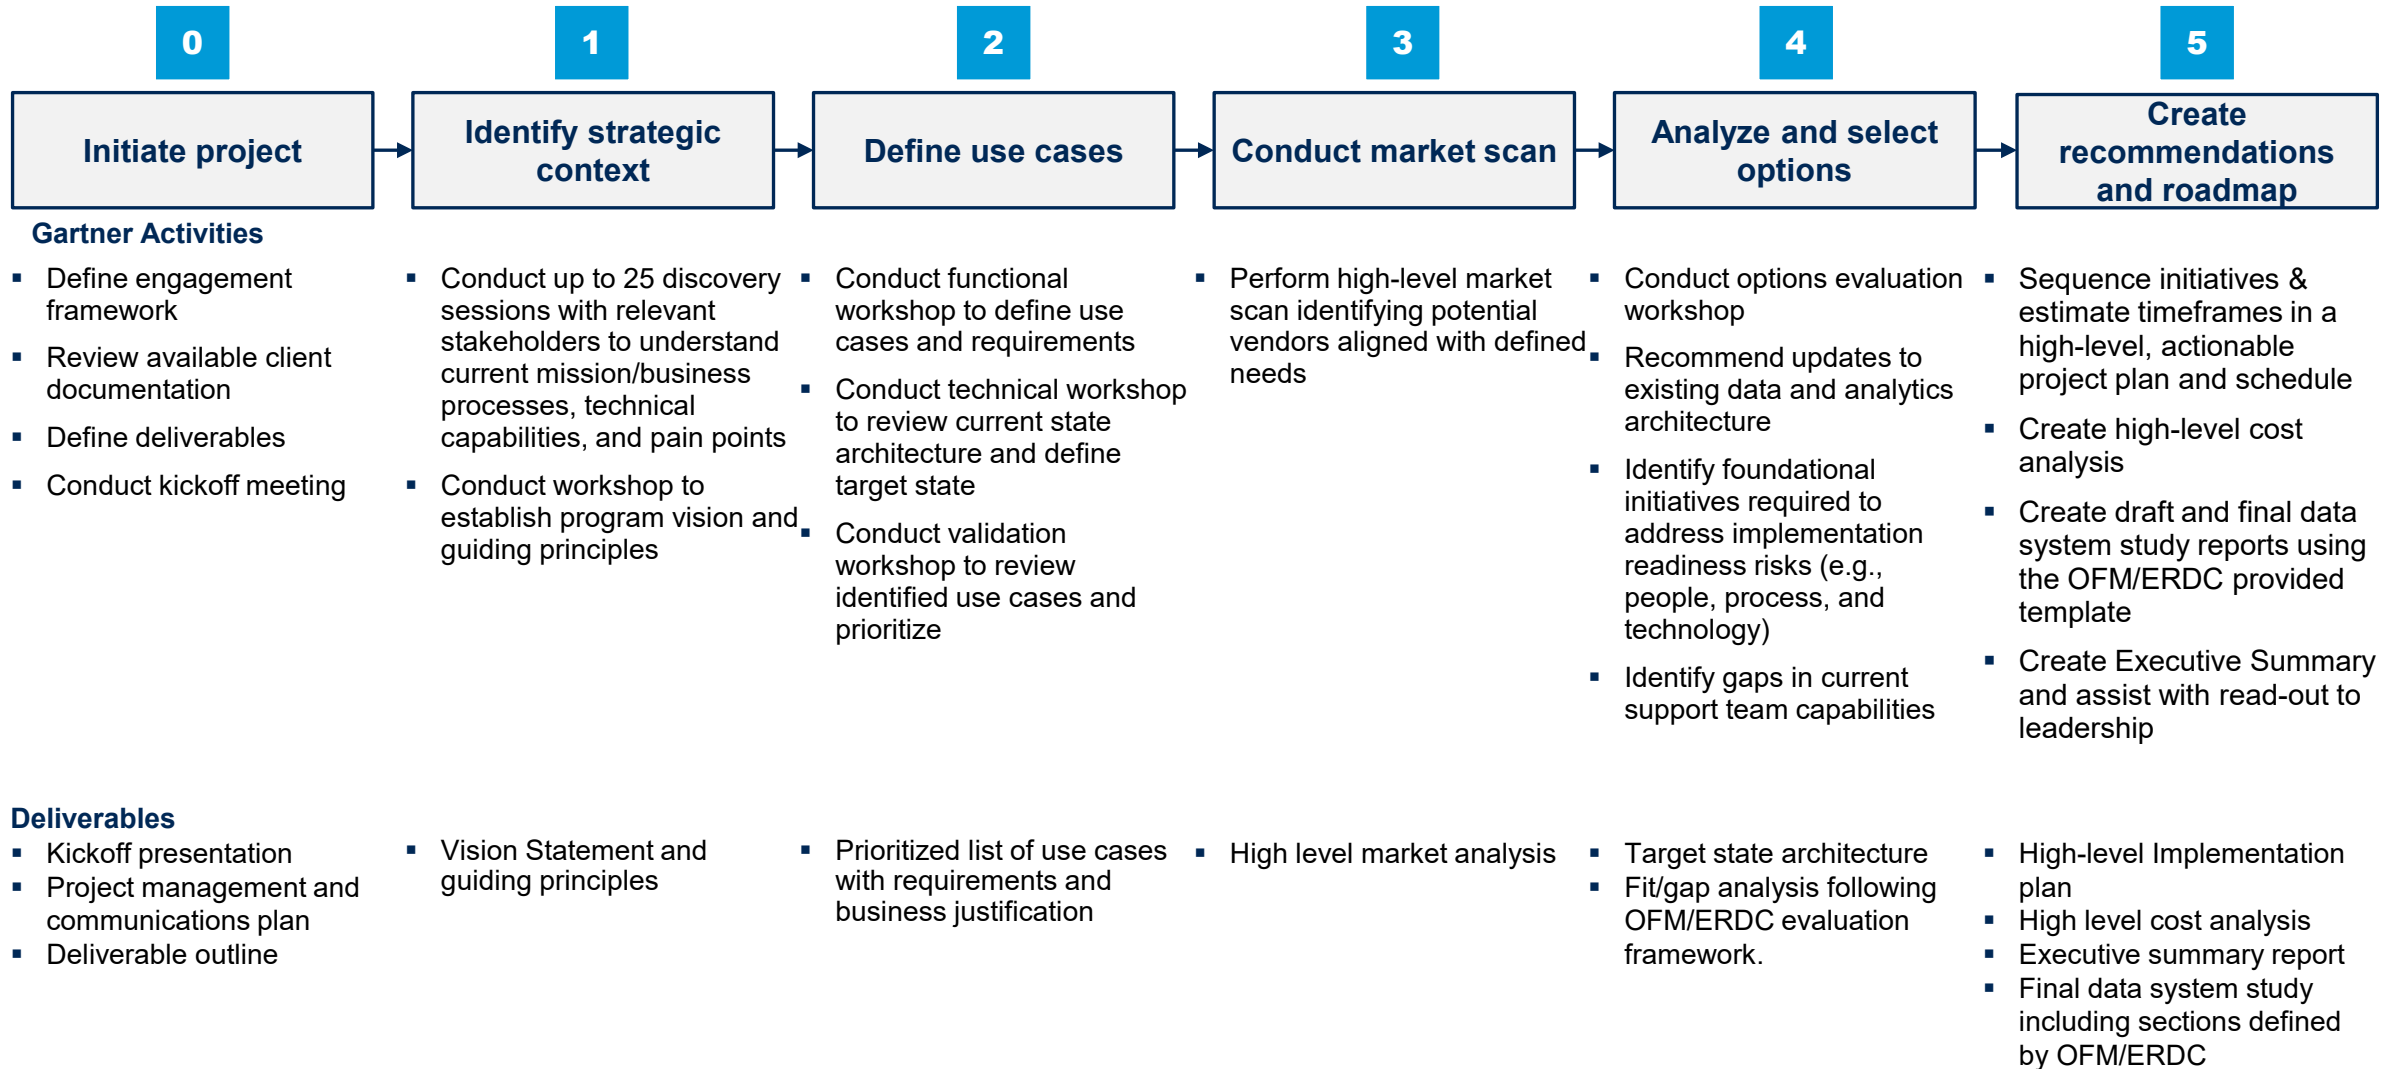 0
1
2
3
4
5
Initiate project
Identify strategic
context
Define use cases
Conduct market scan
Analyze and select
options
Create
recommendations
and roadmap
Gartner Activities
▪ Define engagement
framework
▪ Review available client
documentation
▪ Define deliverables
▪ Conduct kickoff meeting
▪ Conduct up to 25 discovery
sessions with relevant
stakeholders to understand
current mission/business
processes, technical
capabilities, and pain points
▪ Conduct workshop to
establish program vision and
guiding principles
▪ Conduct functional
workshop to define use
cases and requirements
▪ Conduct technical workshop
to review current state
architecture and define
target state
▪ Conduct validation
workshop to review
identified use cases and
prioritize
▪ Perform high-level market
scan identifying potential
vendors aligned with defined
needs
▪ Conduct options evaluation
workshop
▪ Recommend updates to
existing data and analytics
architecture
▪ Identify foundational
initiatives required to
address implementation
readiness risks (e.g.,
people, process, and
technology)
▪ Identify gaps in current
support team capabilities
▪ Sequence initiatives &
estimate timeframes in a
high-level, actionable
project plan and schedule
▪ Create high-level cost
analysis
▪ Create draft and final data
system study reports using
the OFM/ERDC provided
template
▪ Create Executive Summary
and assist with read-out to
leadership
Deliverables
▪ Kickoff presentation
▪ Project management and
communications plan
▪ Deliverable outline
▪ Vision Statement and
guiding principles
▪ Prioritized list of use cases
with requirements and
business justification
▪ High level market analysis
▪ Target state architecture
▪ Fit/gap analysis following
OFM/ERDC evaluation
framework.
▪ High-level Implementation
plan
▪ High level cost analysis
▪ Executive summary report
▪ Final data system study
including sections defined
by OFM/ERDC